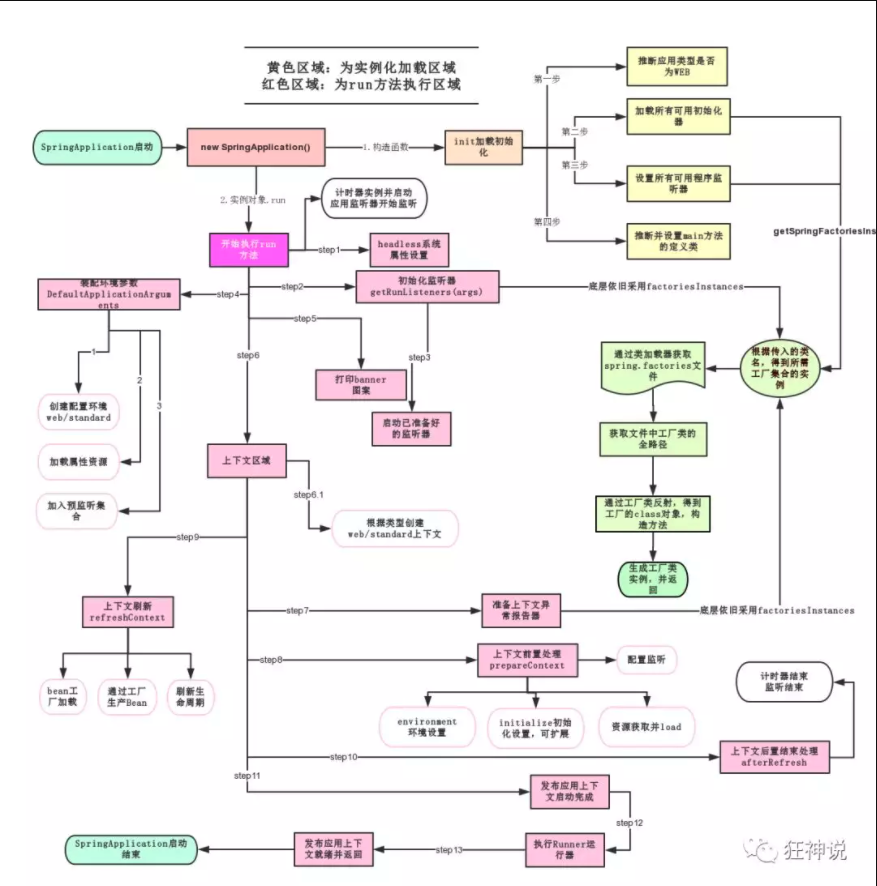 黄色区域：为实例化加载区域
红色区域：为run方法执行区域
SpringApplication启动
new SpringApplication()
1.构造函数
init加载初始
化
第一步
推断应用类型是否
为WEB
第二步
加载所有可用初始化
器
第三步
设置所有可用程序监
听器
第四步
推断并设置main方法
的定义类
getSpringFactoriesIns
2.实例对象.run
计时器实例并启动
应用监听器开始监听
开始执行run
方法
step1
headless系统
属性设置
step2
初始化监听器
getRunListeners(args)
底层依旧采用factoriesInstances
step3
启动已准备好
的监听器
step4
装配环境参数
DefaultApplicationArgum
ents
1
创建配置环境
web/standard
2
加载属性资源
3
加入预监听集
合
step5
打印banner
图案
step6
上下文区域
step6.1
根据类型创建
web/standard上下文
根据传入的类
名，得到所需
工厂集合的实
例
通过类加载器获取
spring.factories文
件
获取文件中工厂类的
全路径
通过工厂类反射，得到
工厂的class对象，构
造方法
生成工厂类
实例，并返
回
step7
准备上下文异
常报告器
底层依旧采用factoriesInstances
step8
上下文前置处理
prepareContext
配置监听
environment
环境设置
initialize初始
化设置，可扩展
资源获取并load
step9
上下文刷新
refreshContext
bean工
厂加载
通过工厂
生产Bean
刷新生
命周期
step10
上下文后置结束处理
afterRefresh
计时器结束
监听结束
step11
发布应用上下
文启动完成
step12
执行Runner运
行器
step13
发布应用上下
文就绪并返回
SpringApplication启动
结束
狂神说